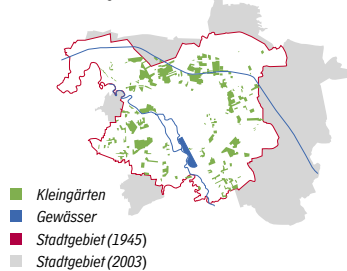 Kleingärten
Gewässer
Stadtgebiet (1945)
Stadtgebiet (2003)